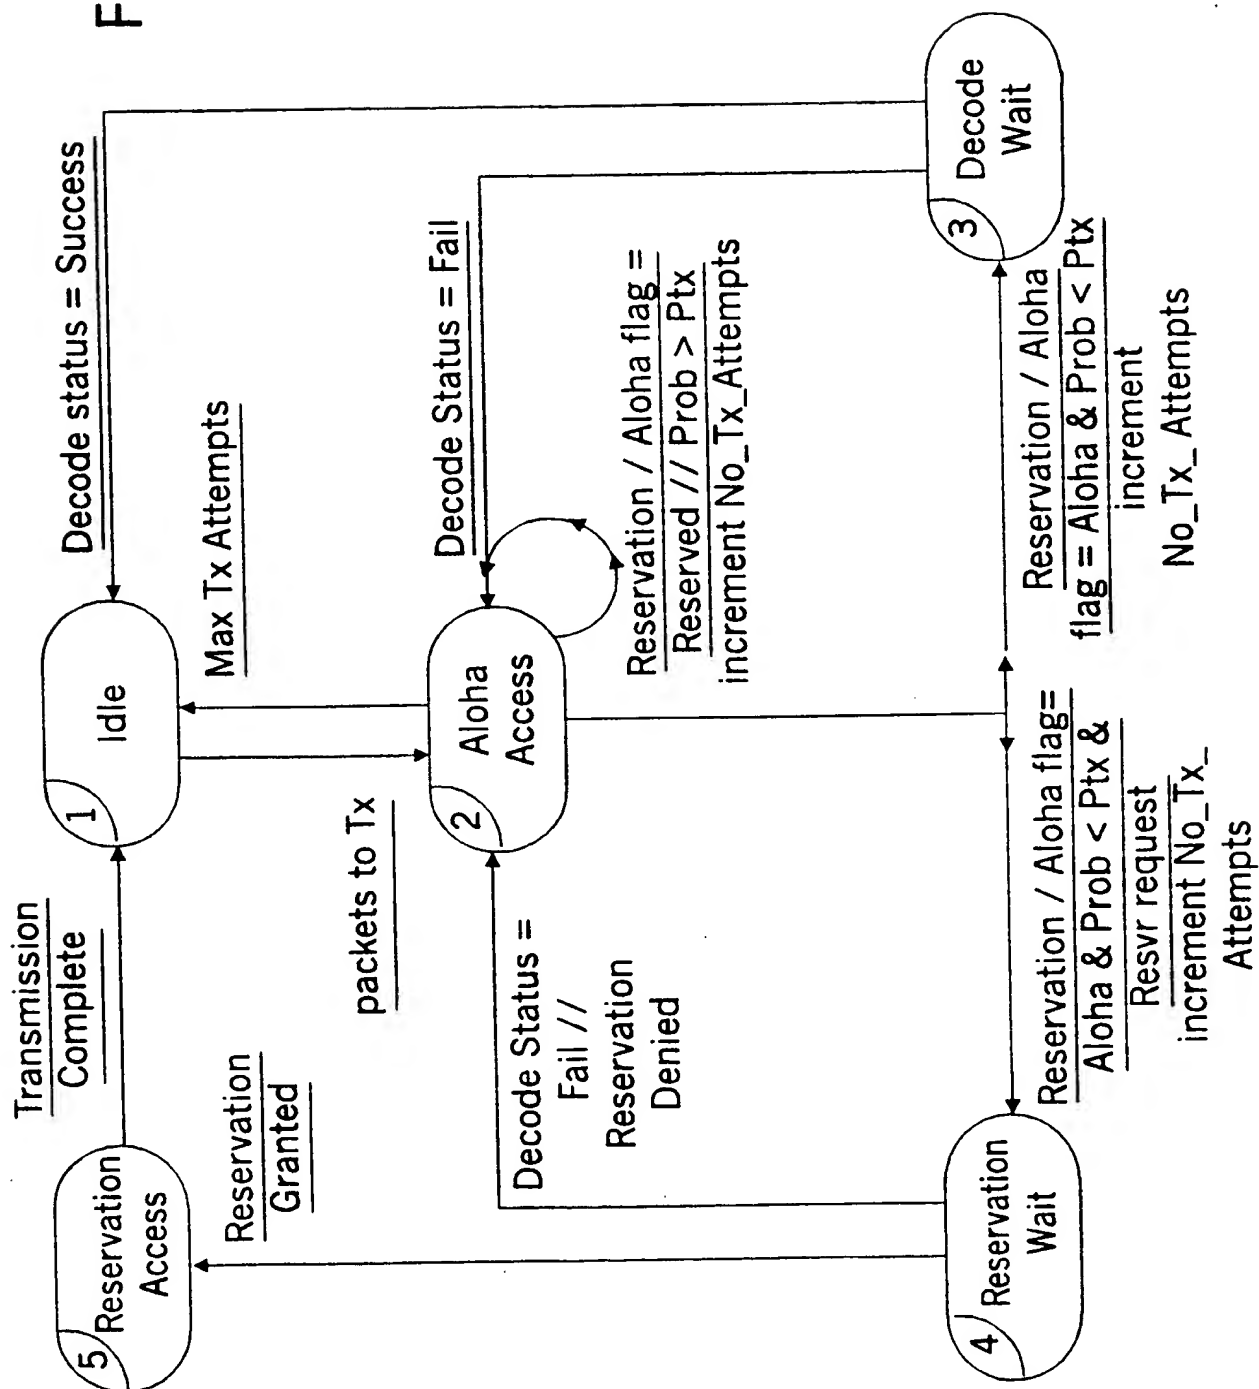 F
5
Reservation
Access
Transmission
Complete
1
Idle
Decode status = Success
Reservation
Granted
packets to Tx
Max Tx Attempts
Decode Status =
Fail //
Reservation
Denied
2
Aloha
Access
Decode Status = Fail
Reservation / Aloha flag =
Reserved // Prob > Ptx
increment No_Tx_Attempts
4
Reservation
Wait
Reservation / Aloha flag=
Aloha & Prob < Ptx &
Resvr request
increment No_Tx_
Attempts
3
Decode
Wait
Reservation / Aloha
flag = Aloha & Prob < Ptx
increment
No_Tx_ Attempts